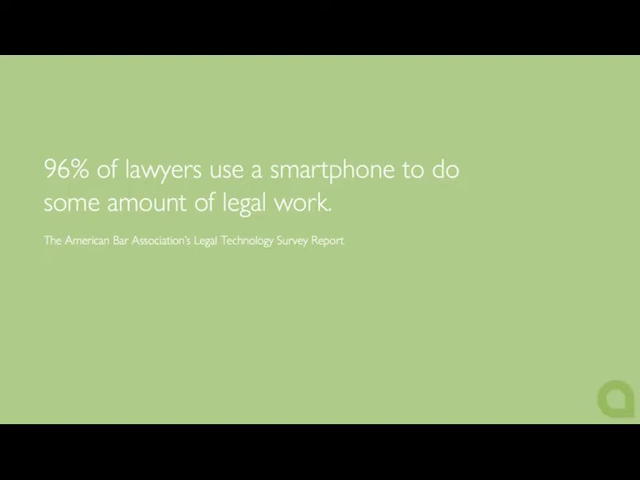 96% of lawyers use a smartphone to do
some amount of legal work.
The American Bar Association's Legal Technology Survey Report